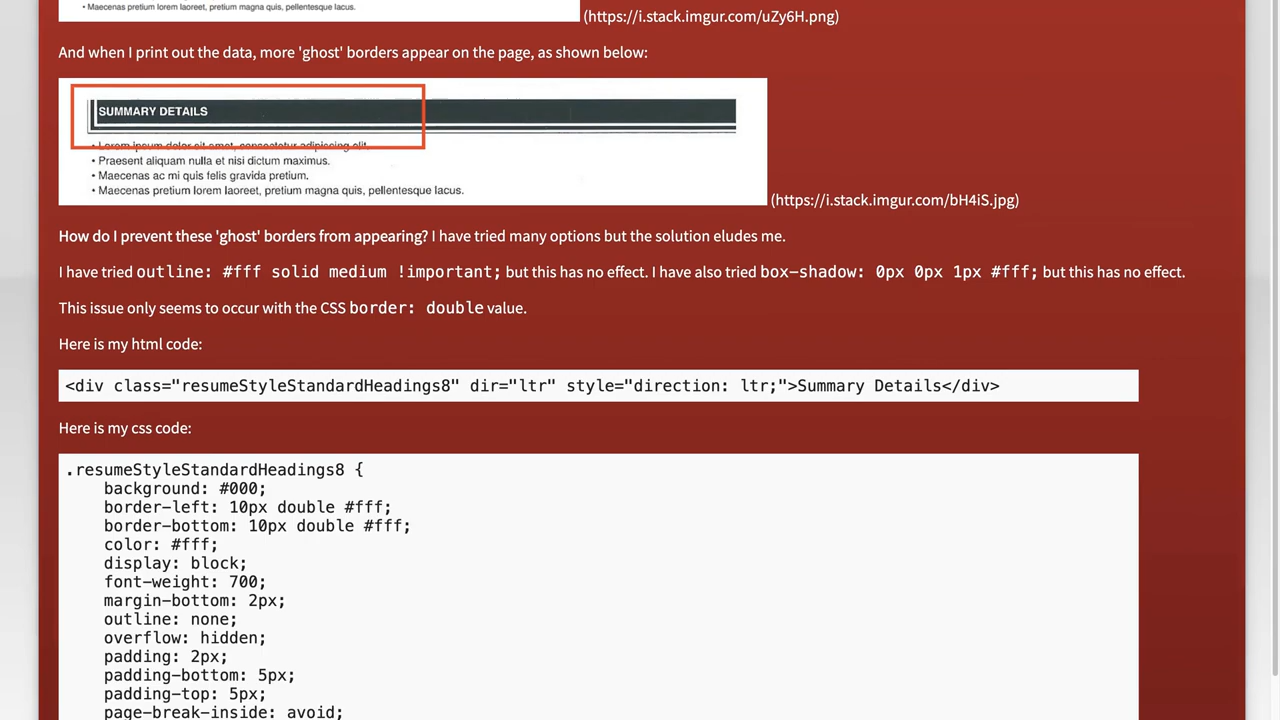 • Maecenas pretium lorem laoreet, pretium magna quis, pellentesque lacus.
(https://i.stack.imgur.com/uZy6H.png)
And when I print out the data, more 'ghost' borders appear on the page, as shown below:
SUMMARY DETAILS
• Lorem ipsum dolor sit amet, consectetur adipiscing elit.
• Praesent aliquam nulla et nisi dictum maximus.
• Maecenas ac mi quis felis gravida pretium.
• Maecenas pretium lorem laoreet, pretium magna quis, pellentesque lacus.
(https://i.stack.imgur.com/bH4iS.jpg)
How do I prevent these 'ghost' borders from appearing? I have tried many options but the solution eludes me.
I have tried outline: #fff solid medium !important; but this has no effect. I have also tried box-shadow: 0px 0px 1px #fff; but this has no effect.
This issue only seems to occur with the CSS border: double value.
Here is my html code:
<div class="resumeStyleStandardHeadings8" dir="ltr" style="direction: ltr;">Summary Details</div>
Here is my css code:
.resumeStyleStandardHeadings8 {
    background: #000;
    border-left: 10px double #fff;
    border-bottom: 10px double #fff;
    color: #fff;
    display: block;
    font-weight: 700;
    margin-bottom: 2px;
    outline: none;
    overflow: hidden;
    padding: 2px;
    padding-bottom: 5px;
    padding-top: 5px;
    page-break-inside: avoid;